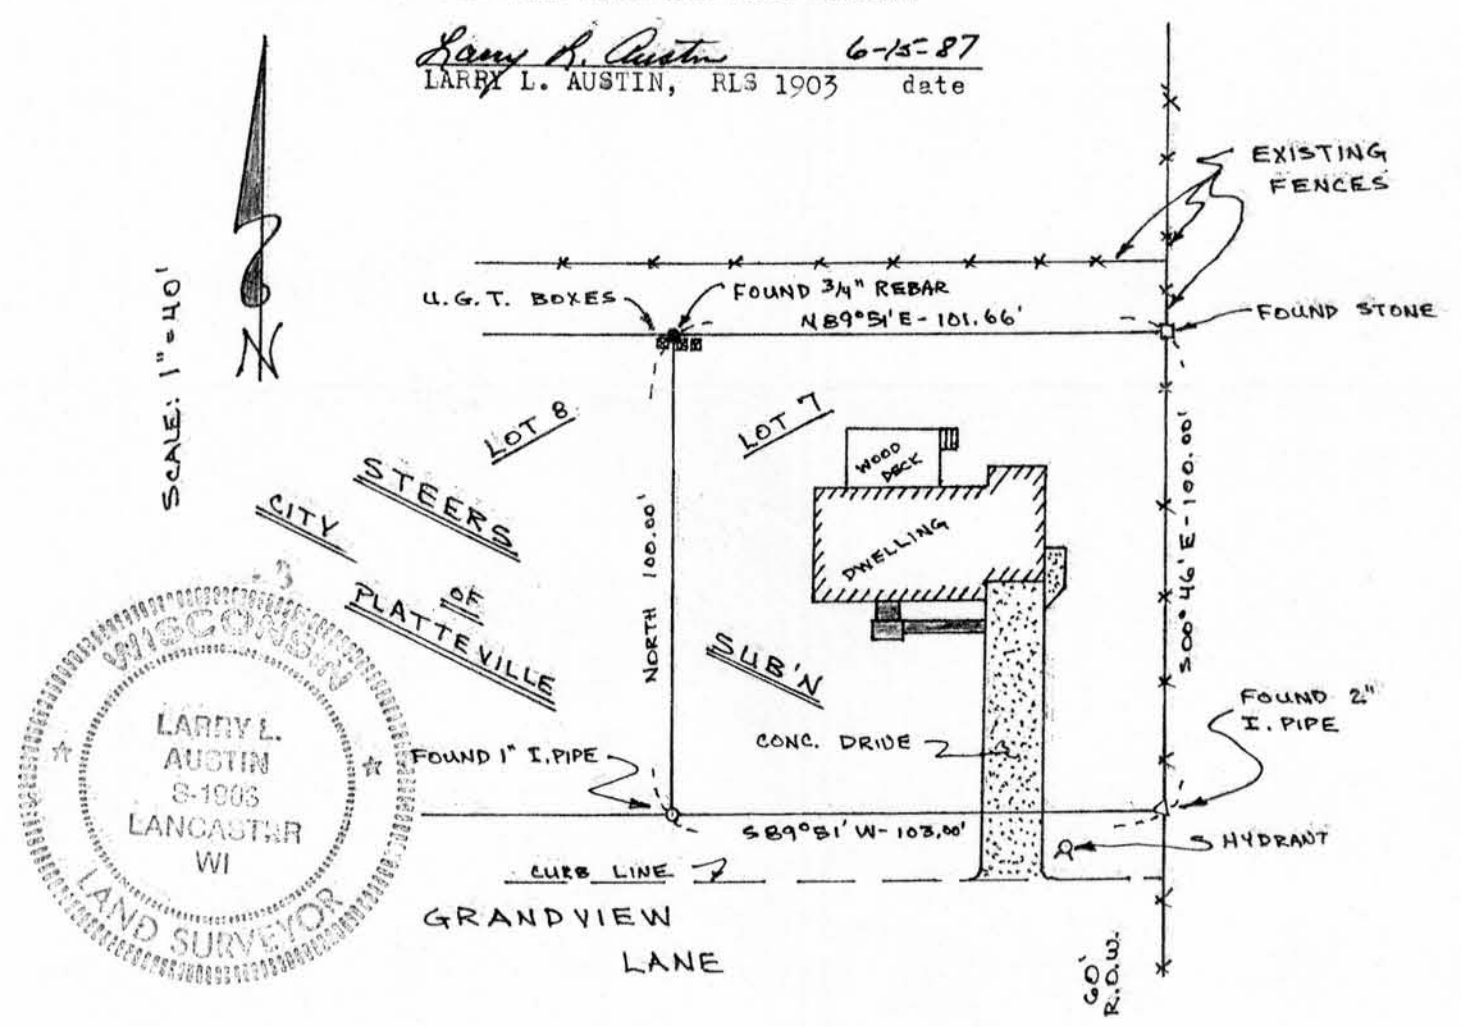 Larry L. Austin 6-15-87
LARRY L. AUSTIN, RLS 1903 date
EXISTING
FENCES
U.G.T. BOXES
FOUND 3/4" REBAR
N89°51'E - 101.66'
FOUND STONE
SCALE: 1" = 40'
N
LOT 8
LOT 7
STEERS
CITY
OF
PLATTEVILLE
SUB'N
WOOD
DECK
DWELLING
NORTH 100.00'
S00°46'E - 100.00'
CONC. DRIVE
FOUND 1" I. PIPE
FOUND 2"
I. PIPE
S89°51'W - 103.00'
HYDRANT
CURB LINE
GRANDVIEW
LANE
60'
R.O.W.
WISCONSIN
LARRY L.
AUSTIN
S-1903
LANCASTER
WI
LAND SURVEYOR